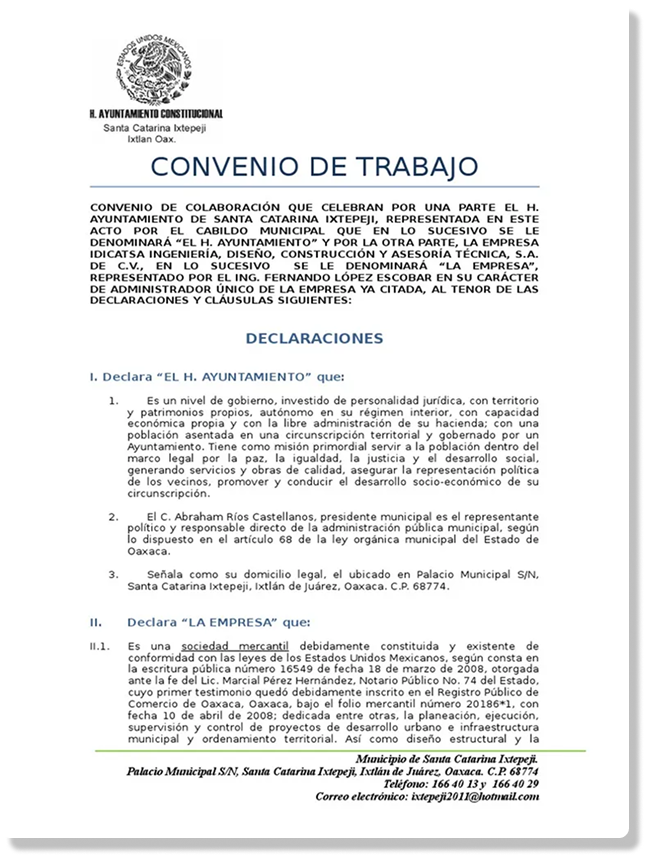 ESTADOS UNIDOS MEXICANOS
H. AYUNTAMIENTO CONSTITUCIONAL
Santa Catarina Ixtepeji
Ixtlan Oax.
CONVENIO DE TRABAJO
CONVENIO DE COLABORACIÓN QUE CELEBRAN POR UNA PARTE EL H.
AYUNTAMIENTO DE SANTA CATARINA IXTEPEJI, REPRESENTADA EN ESTE
ACTO POR EL CABILDO MUNICIPAL QUE EN LO SUCESIVO SE LE
DENOMINARÁ “EL H. AYUNTAMIENTO” Y POR LA OTRA PARTE, LA EMPRESA
IDICATSA INGENIERÍA, DISEÑO, CONSTRUCCIÓN Y ASESORÍA TÉCNICA, S.A.
DE C.V., EN LO SUCESIVO SE LE DENOMINARÁ “LA EMPRESA”,
REPRESENTADO POR EL ING. FERNANDO LÓPEZ ESCOBAR EN SU CARÁCTER
DE ADMINISTRADOR ÚNICO DE LA EMPRESA YA CITADA, AL TENOR DE LAS
DECLARACIONES Y CLÁUSULAS SIGUIENTES:
DECLARACIONES
I. Declara “EL H. AYUNTAMIENTO” que:
1. Es un nivel de gobierno, investido de personalidad jurídica, con territorio
y patrimonios propios, autónomo en su régimen interior, con capacidad
económica propia y con la libre administración de su hacienda; con una
población asentada en una circunscripción territorial y gobernado por un
Ayuntamiento. Tiene como misión primordial servir a la población dentro del
marco legal por la paz, la igualdad, la justicia y el desarrollo social,
generando servicios y obras de calidad, asegurar la representación política
de los vecinos, promover y conducir el desarrollo socio-económico de su
circunscripción.
2. El C. Abraham Ríos Castellanos, presidente municipal es el representante
político y responsable directo de la administración pública municipal, según
lo dispuesto en el artículo 68 de la ley orgánica municipal del Estado de
Oaxaca.
3. Señala como su domicilio legal, el ubicado en Palacio Municipal S/N,
Santa Catarina Ixtepeji, Ixtlán de Juárez, Oaxaca. C.P. 68774.
II. Declara “LA EMPRESA” que:
II.1. Es una sociedad mercantil debidamente constituida y existente de
conformidad con las leyes de los Estados Unidos Mexicanos, según consta en
la escritura pública número 16549 de fecha 18 de marzo de 2008, otorgada
ante la fe del Lic. Marcial Pérez Hernández, Notario Público No. 74 del Estado,
cuyo primer testimonio quedó debidamente inscrito en el Registro Público de
Comercio de Oaxaca, Oaxaca, bajo el folio mercantil número 20186*1, con
fecha 10 de abril de 2008; dedicada entre otras, la planeación, ejecución,
supervisión y control de proyectos de desarrollo urbano e infraestructura
municipal y ordenamiento territorial. Así como diseño estructural y la
Municipio de Santa Catarina Ixtepeji.
Palacio Municipal S/N, Santa Catarina Ixtepeji, Ixtlán de Juárez, Oaxaca. C.P. 68774
Teléfono: 166 40 13 y 166 40 29
Correo electrónico: ixtepeji2011@hotmail.com